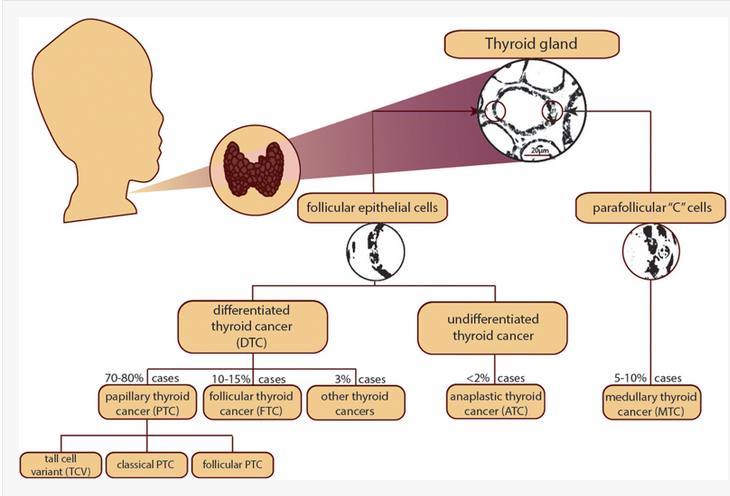 Thyroid gland
20µm
follicular epithelial cells
parafollicular "C" cells
differentiated
thyroid cancer
(DTC)
undifferentiated
thyroid cancer
70-80% cases
10-15% cases
3% cases
<2% cases
5-10% cases
papillary thyroid
cancer (PTC)
follicular thyroid
cancer (FTC)
other thyroid
cancers
anaplastic thyroid
cancer (ATC)
medullary thyroid
cancer (MTC)
tall cell
variant (TCV)
classical PTC
follicular PTC